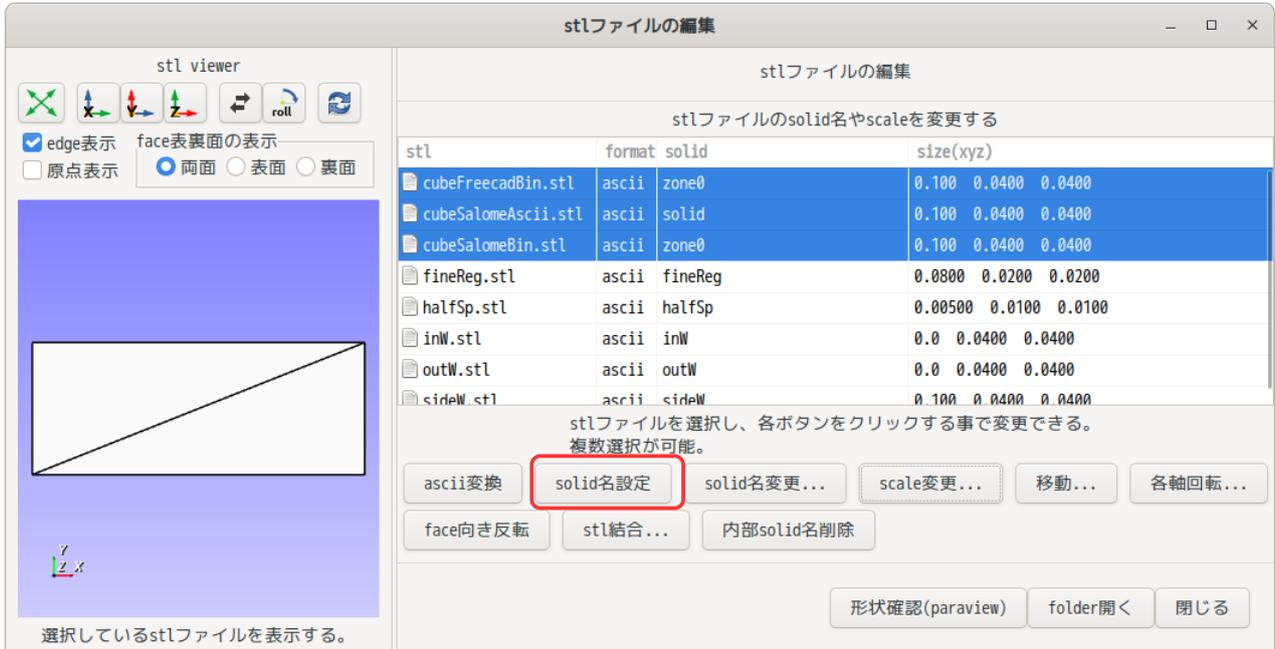 stlファイルの編集
stl viewer
roll
edge表示
原点表示
face表裏面の表示
両面 表面 裏面
Y
Z X
選択しているstlファイルを表示する。
stlファイルの編集
stlファイルのsolid名やscaleを変更する
stl format solid size(xyz)
cubeFreecadBin.stl ascii zone0 0.100 0.0400 0.0400
cubeSalomeAscii.stl ascii solid 0.100 0.0400 0.0400
cubeSalomeBin.stl ascii zone0 0.100 0.0400 0.0400
fineReg.stl ascii fineReg 0.0800 0.0200 0.0200
halfSp.stl ascii halfSp 0.00500 0.0100 0.0100
inW.stl ascii inW 0.0 0.0400 0.0400
outW.stl ascii outW 0.0 0.0400 0.0400
sideW.stl ascii sideW 0.100 0.0400 0.0400
stlファイルを選択し、各ボタンをクリックする事で変更できる。
複数選択が可能。
ascii変換 solid名設定 solid名変更... scale変更... 移動... 各軸回転...
face向き反転 stl結合... 内部solid名削除
形状確認(paraview) folder開く 閉じる